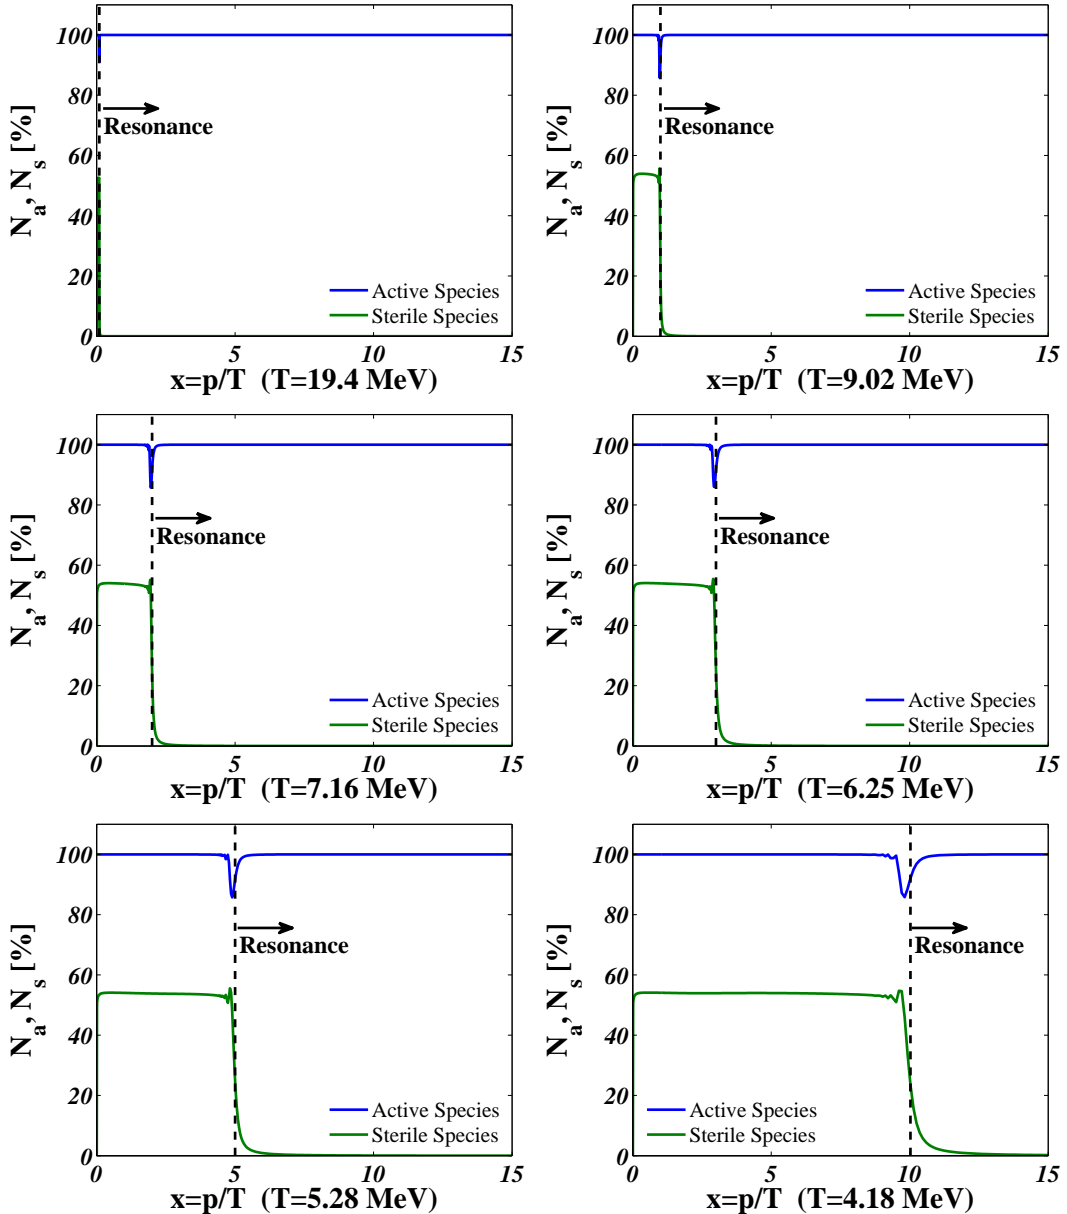 100
80
60
40
20
0
N_a, N_s [%]
Resonance
Active Species
Sterile Species
0 5 10 15
x=p/T (T=19.4 MeV)
100
80
60
40
20
0
N_a, N_s [%]
Resonance
Active Species
Sterile Species
0 5 10 15
x=p/T (T=9.02 MeV)
100
80
60
40
20
0
N_a, N_s [%]
Resonance
Active Species
Sterile Species
0 5 10 15
x=p/T (T=7.16 MeV)
100
80
60
40
20
0
N_a, N_s [%]
Resonance
Active Species
Sterile Species
0 5 10 15
x=p/T (T=6.25 MeV)
100
80
60
40
20
0
N_a, N_s [%]
Resonance
Active Species
Sterile Species
0 5 10 15
x=p/T (T=5.28 MeV)
100
80
60
40
20
0
N_a, N_s [%]
Resonance
Active Species
Sterile Species
0 5 10 15
x=p/T (T=4.18 MeV)